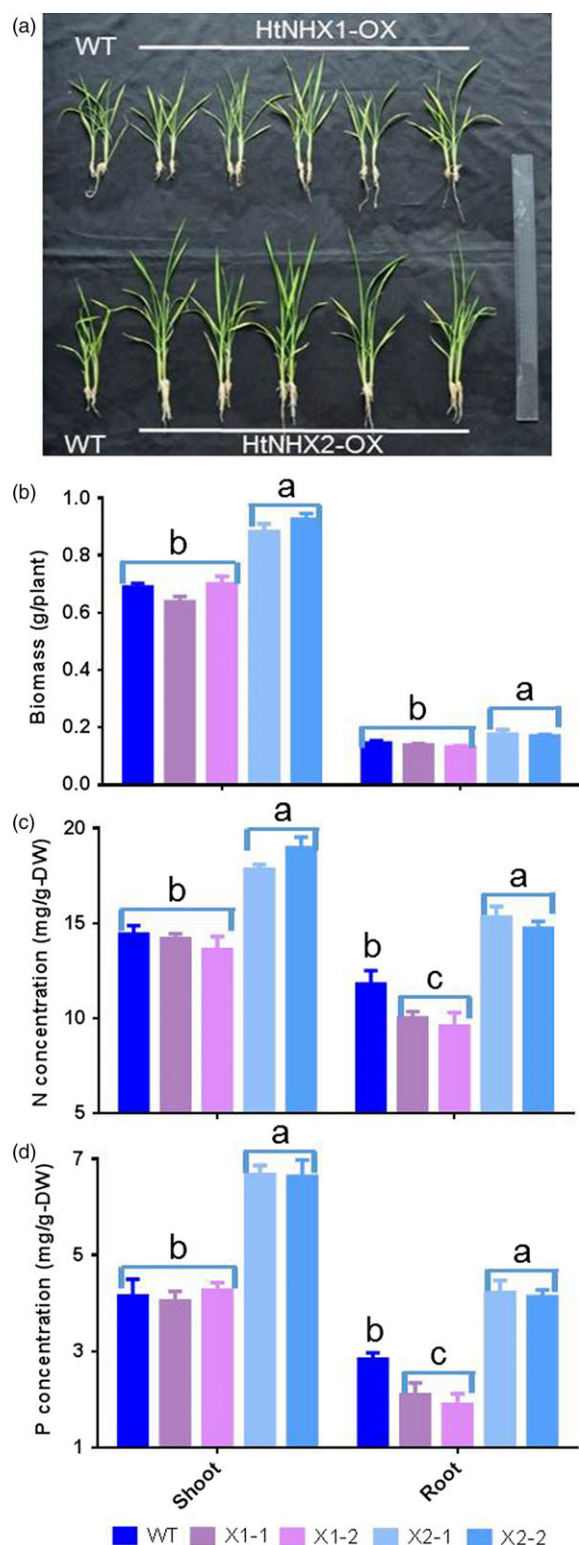 (a)
HtNHX1-OX
WT
WT
HtNHX2-OX
(b)
Biomass (g/plant)
1.0
0.8
0.6
0.4
0.2
0.0
b
a
b
a
(c)
N concentration (mg/g-DW)
20
15
10
5
b
a
b
c
a
(d)
P concentration (mg/g-DW)
7
5
3
1
b
a
b
c
a
Shoot
Root
WT X1-1 X1-2 X2-1 X2-2